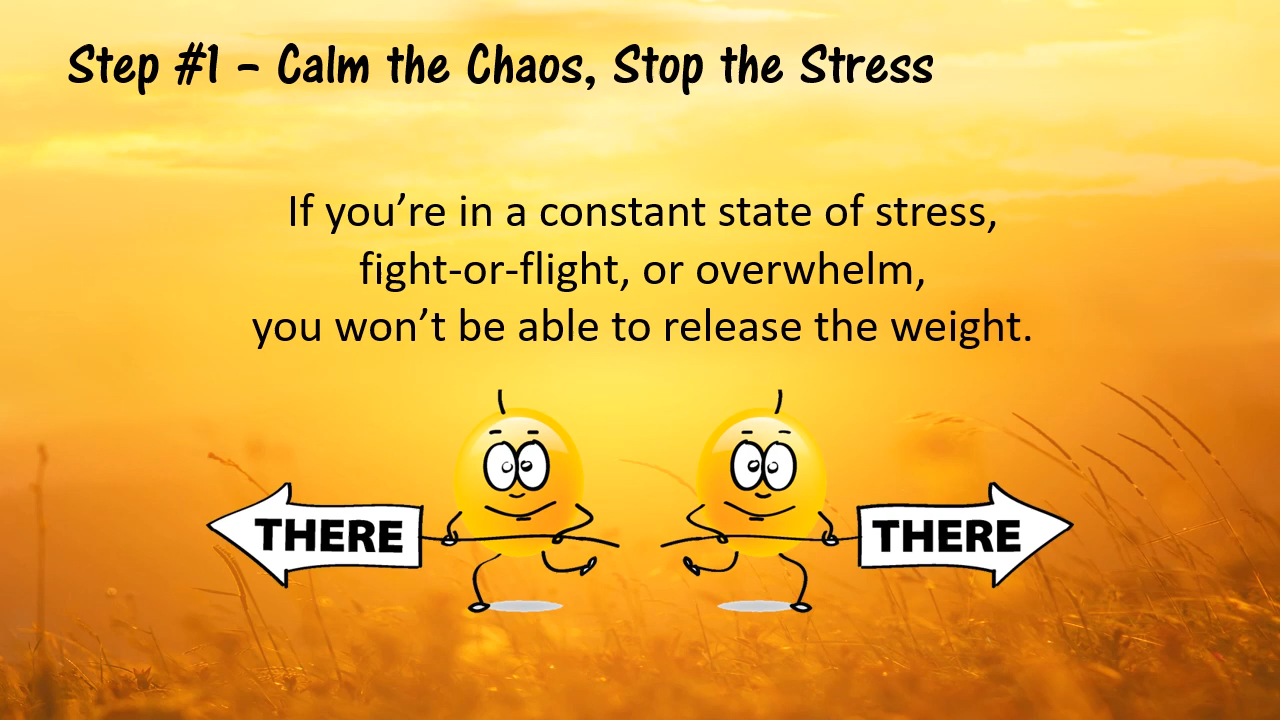 Step #1 – Calm the Chaos, Stop the Stress
If you’re in a constant state of stress,
fight-or-flight, or overwhelm,
you won’t be able to release the weight.
THERE
THERE